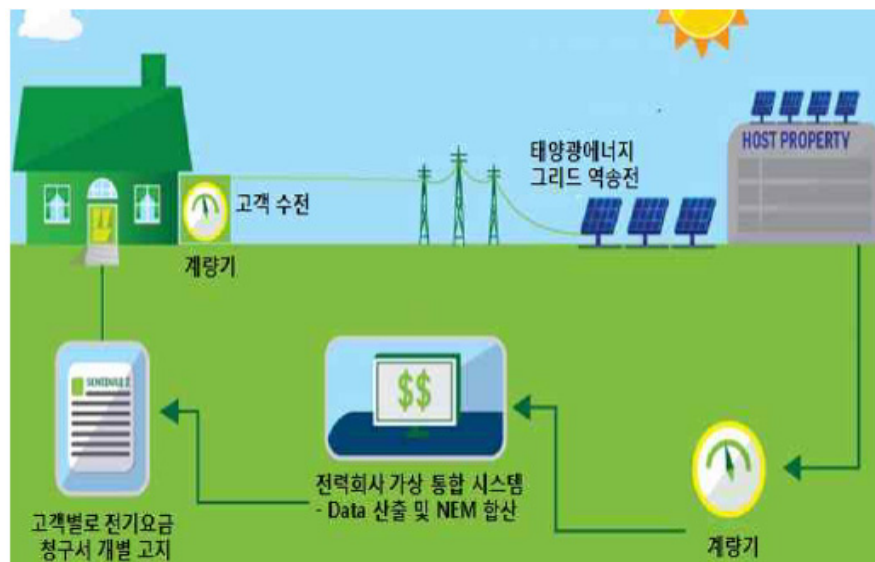 태양광에너지
그리드 역송전
HOST PROPERTY
고객 수전
계량기
SCHEDULE Z
$$
전력회사 가상 통합 시스템
- Data 산출 및 NEM 합산
고객별로 전기요금
청구서 개별 고지
계량기